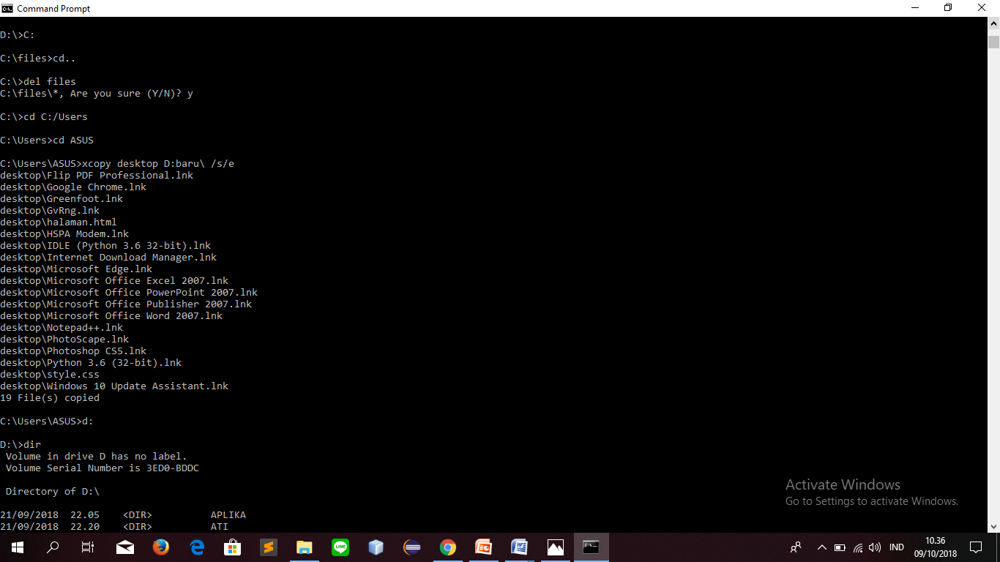 Command Prompt
D:\>C:
C:\files>cd..
C:\>del files
C:\files\*, Are you sure (Y/N)? y
C:\>cd C:/Users
C:\Users>cd ASUS
C:\Users\ASUS>xcopy desktop D:baru\ /s/e
desktop\Flip PDF Professional.lnk
desktop\Google Chrome.lnk
desktop\Greenfoot.lnk
desktop\GvRng.lnk
desktop\halaman.html
desktop\HSPA Modem.lnk
desktop\IDLE (Python 3.6 32-bit).lnk
desktop\Internet Download Manager.lnk
desktop\Microsoft Edge.lnk
desktop\Microsoft Office Excel 2007.lnk
desktop\Microsoft Office PowerPoint 2007.lnk
desktop\Microsoft Office Publisher 2007.lnk
desktop\Microsoft Office Word 2007.lnk
desktop\Notepad++.lnk
desktop\PhotoScape.lnk
desktop\Photoshop CS5.lnk
desktop\Python 3.6 (32-bit).lnk
desktop\style.css
desktop\Windows 10 Update Assistant.lnk
19 File(s) copied
C:\Users\ASUS>d:
D:\>dir
 Volume in drive D has no label.
 Volume Serial Number is 3ED0-BDDC
 Directory of D:\
21/09/2018  22.05    <DIR>          APLIKA
21/09/2018  22.20    <DIR>          ATI
Activate Windows
Go to Settings to activate Windows.
LINE
IND
10.36
09/10/2018